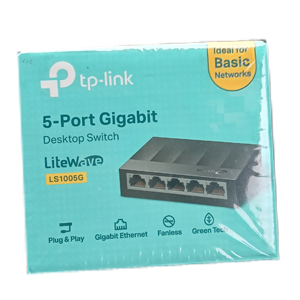 Ideal for
Basic
Networks
tp-link
5-Port Gigabit
Desktop Switch
LiteWave
LS1005G
Plug & Play
Gigabit Ethernet
Fanless
Green Tech